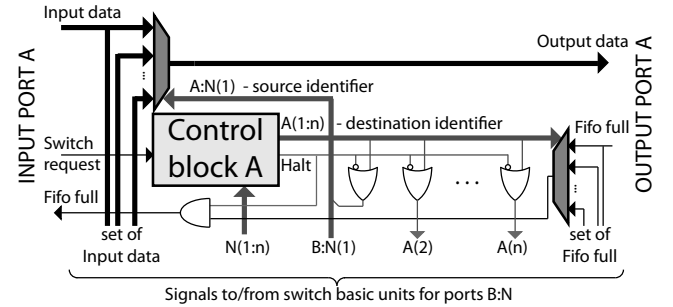 Input data
Output data
INPUT PORT A
OUTPUT PORT A
A:N(1) - source identifier
Control
block A
A(1:n) - destination identifier
Fifo full
Switch
request
Halt
Fifo full
...
set of
Input data
N(1:n)
B:N(1)
A(2)
A(n)
set of
Fifo full
Signals to/from switch basic units for ports B:N